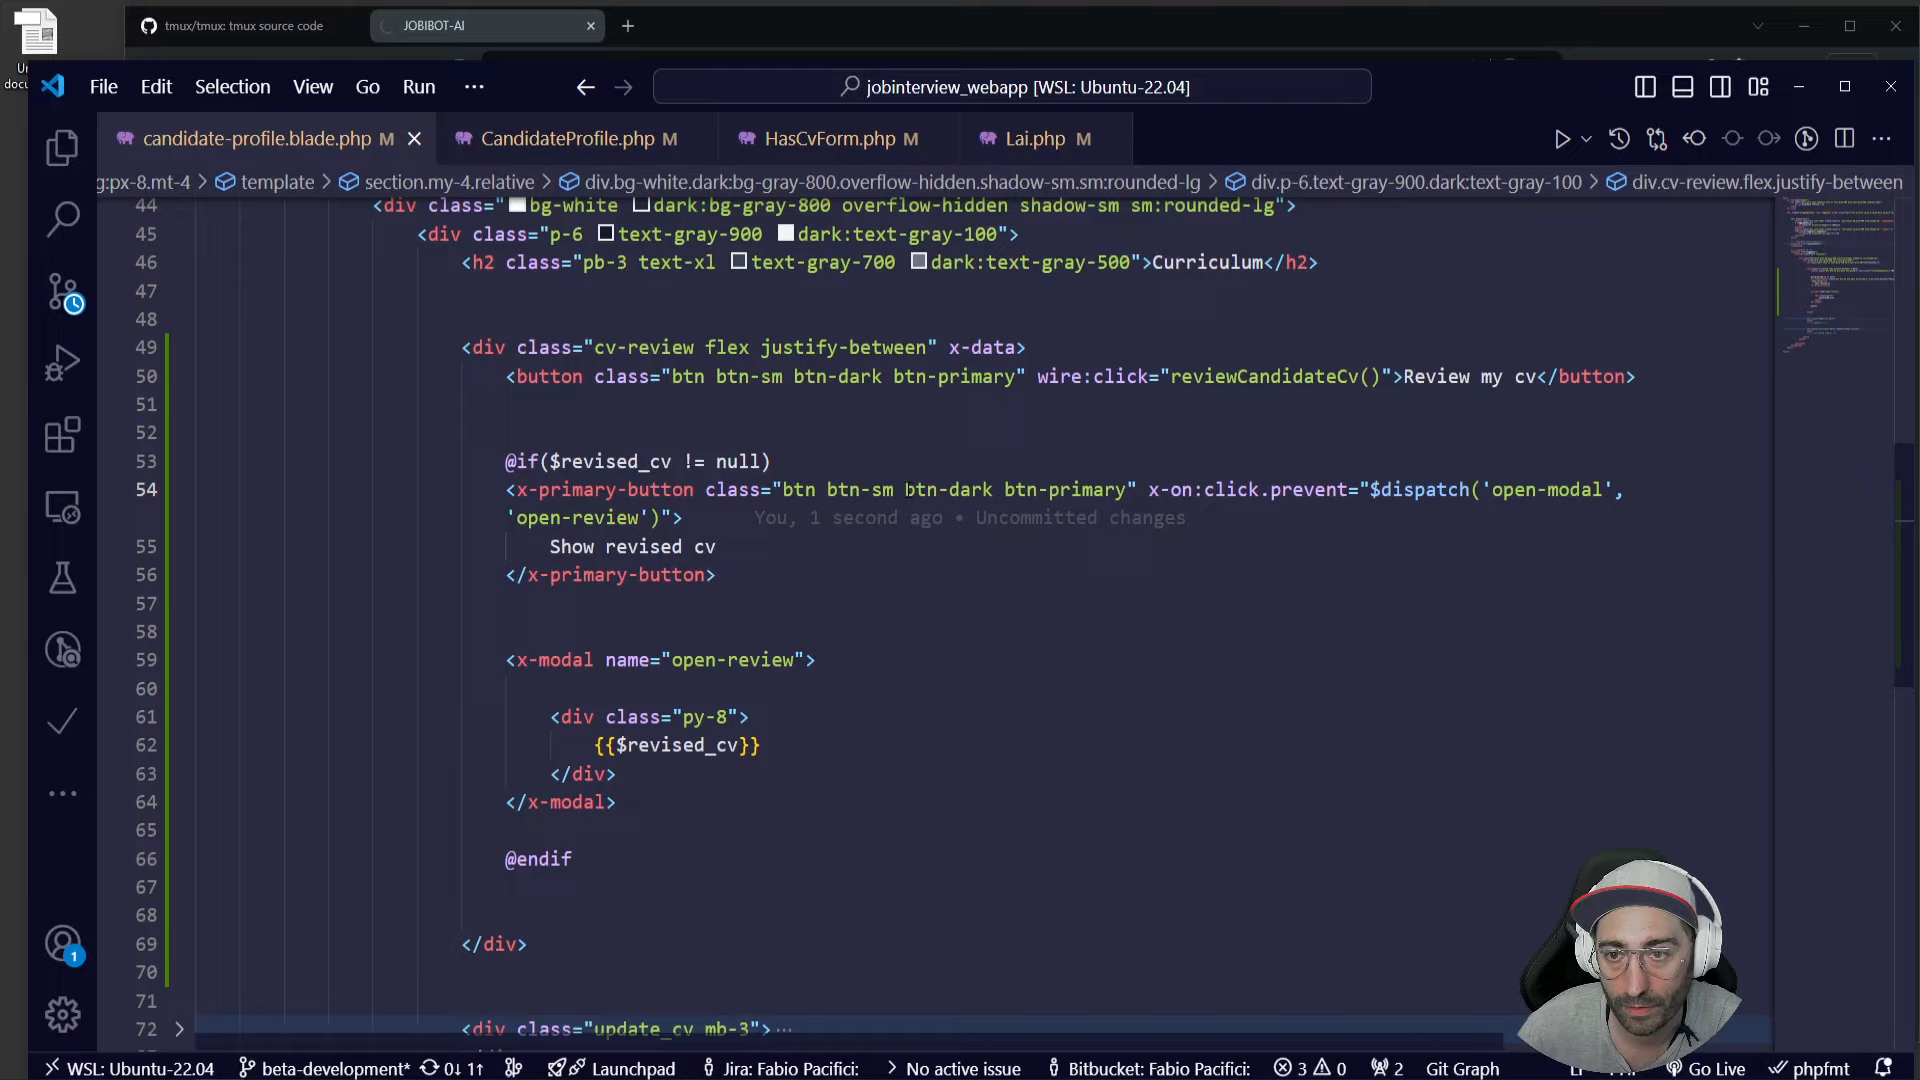 tmux/tmux: tmux source code
JOBIBOT-AI
File Edit Selection View Go Run
jobinterview_webapp [WSL: Ubuntu-22.04]
candidate-profile.blade.php M
CandidateProfile.php M
HasCvForm.php M
Lai.php M
g:px-8.mt-4 > template > section.my-4.relative > div.bg-white.dark:bg-gray-800.overflow-hidden.shadow-sm.sm:rounded-lg > div.p-6.text-gray-900.dark:text-gray-100 > div.cv-review.flex.justify-between
44 <div class="bg-white dark:bg-gray-800 overflow-hidden shadow-sm sm:rounded-lg">
45 <div class="p-6 text-gray-900 dark:text-gray-100">
46 <h2 class="pb-3 text-xl text-gray-700 dark:text-gray-500">Curriculum</h2>
47
48
49 <div class="cv-review flex justify-between" x-data>
50 <button class="btn btn-sm btn-dark btn-primary" wire:click="reviewCandidateCv()">Review my cv</button>
51
52
53 @if($revised_cv != null)
54 <x-primary-button class="btn btn-sm btn-dark btn-primary" x-on:click.prevent="$dispatch('open-modal',
'open-review')"> You, 1 second ago • Uncommitted changes
55 Show revised cv
56 </x-primary-button>
57
58
59 <x-modal name="open-review">
60
61 <div class="py-8">
62 {{$revised_cv}}
63 </div>
64 </x-modal>
65
66 @endif
67
68
69 </div>
70
71
72 <div class="update_cv mb-3">
1
WSL: Ubuntu-22.04 beta-development* 0↓ 1↑ Launchpad Jira: Fabio Pacifici: No active issue Bitbucket: Fabio Pacifici: 3 0 2 Git Graph Go Live phpfmt